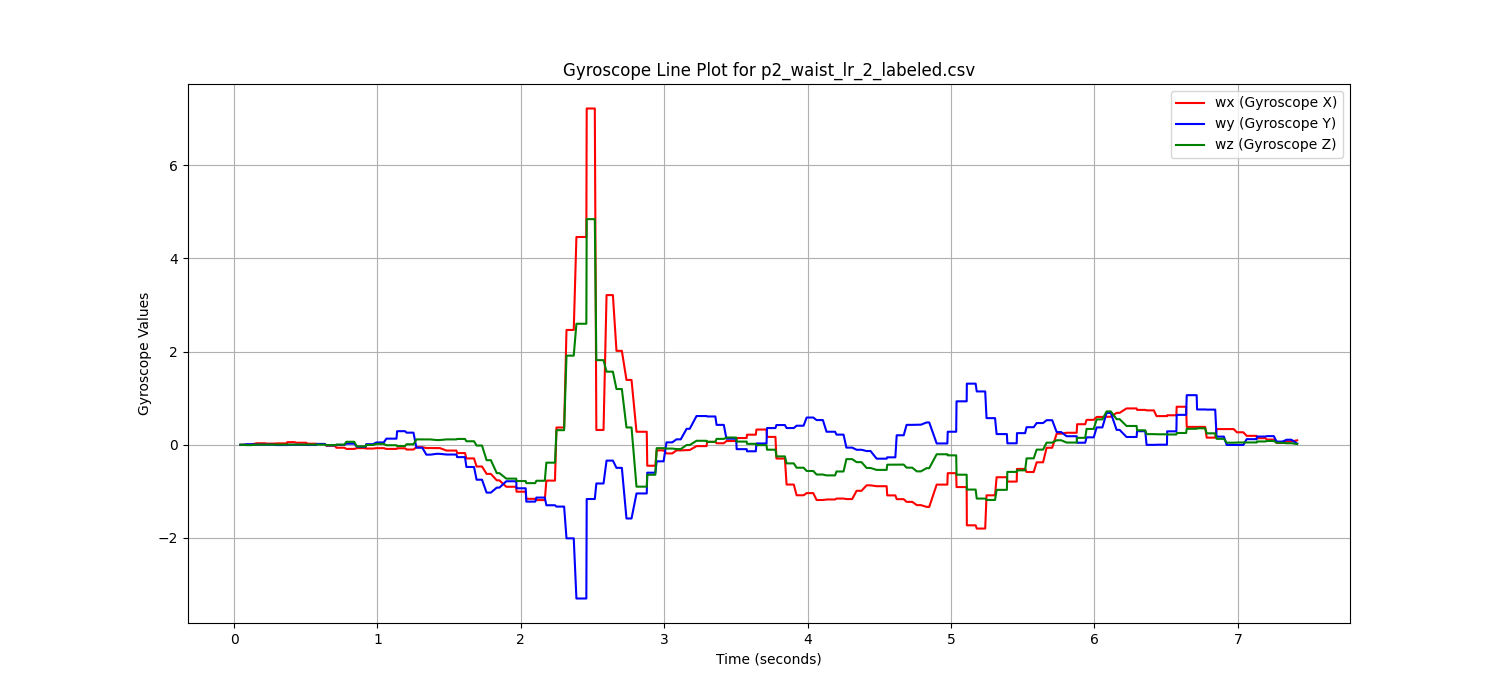 Gyroscope Line Plot for p2_waist_lr_2_labeled.csv
wx (Gyroscope X)
wy (Gyroscope Y)
wz (Gyroscope Z)
6
4
2
0
−2
Gyroscope Values
0 1 2 3 4 5 6 7
Time (seconds)